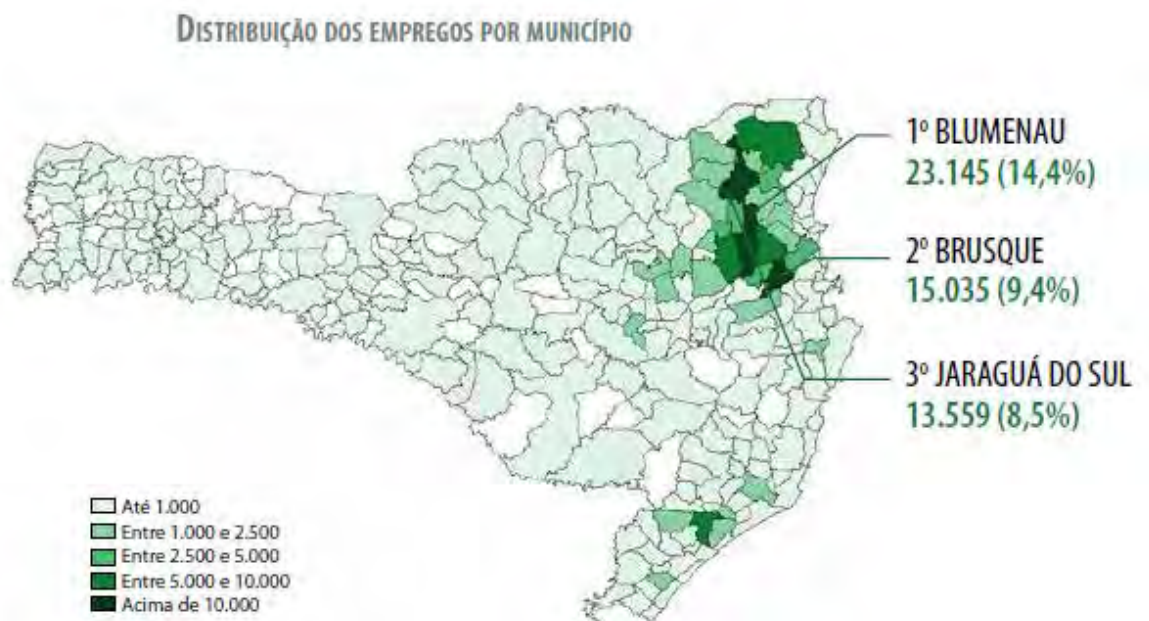 DISTRIBUIÇÃO DOS EMPREGOS POR MUNICÍPIO
1º BLUMENAU
23.145 (14,4%)
2º BRUSQUE
15.035 (9,4%)
3º JARAGUÁ DO SUL
13.559 (8,5%)
Até 1.000
Entre 1.000 e 2.500
Entre 2.500 e 5.000
Entre 5.000 e 10.000
Acima de 10.000